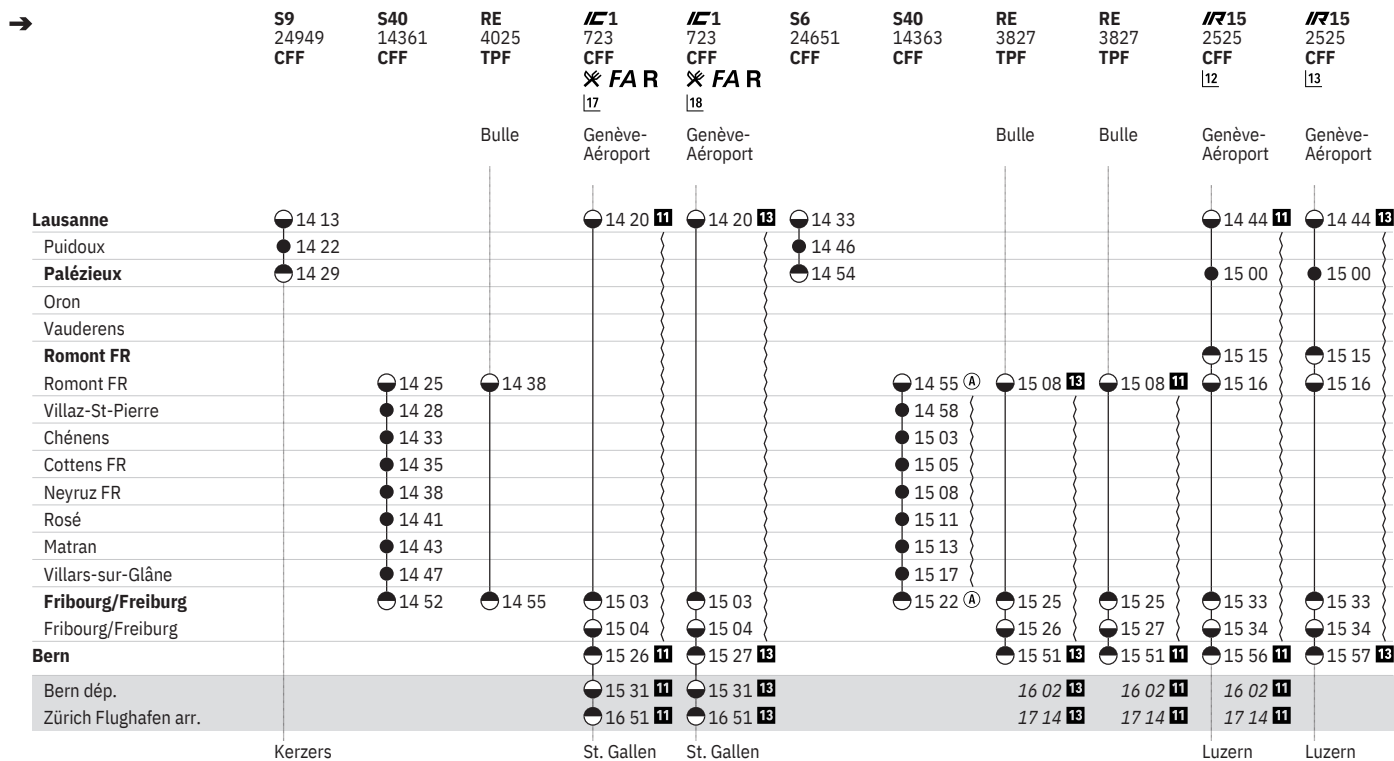 ➔ S9 S40 RE IC1 IC1 S6 S40 RE RE IR15 IR15
24949 14361 4025 723 723 24651 14363 3827 3827 2525 2525
CFF CFF TPF CFF CFF CFF CFF TPF TPF CFF CFF
FA R FA R 12 13
17 18
Bulle Genève- Genève- Bulle Bulle Genève- Genève-
Aéroport Aéroport Aéroport Aéroport
Lausanne 14 13 14 20 11 14 20 13 14 33 14 44 11 14 44 13
Puidoux 14 22 14 46
Palézieux 14 29 14 54 15 00 15 00
Oron
Vauderens
Romont FR 15 15 15 15
Romont FR 14 25 14 38 14 55 A 15 08 13 15 08 11 15 16 15 16
Villaz-St-Pierre 14 28 14 58
Chénens 14 33 15 03
Cottens FR 14 35 15 05
Neyruz FR 14 38 15 08
Rosé 14 41 15 11
Matran 14 43 15 13
Villars-sur-Glâne 14 47 15 17
Fribourg/Freiburg 14 52 14 55 15 03 15 03 15 22 A 15 25 15 25 15 33 15 33
Fribourg/Freiburg 15 04 15 04 15 26 15 27 15 34 15 34
Bern 15 26 11 15 27 13 15 51 13 15 51 11 15 56 11 15 57 13
Bern dép. 15 31 11 15 31 13 16 02 13 16 02 11 16 02 11
Zürich Flughafen arr. 16 51 11 16 51 13 17 14 13 17 14 11 17 14 11
Kerzers St. Gallen St. Gallen Luzern Luzern